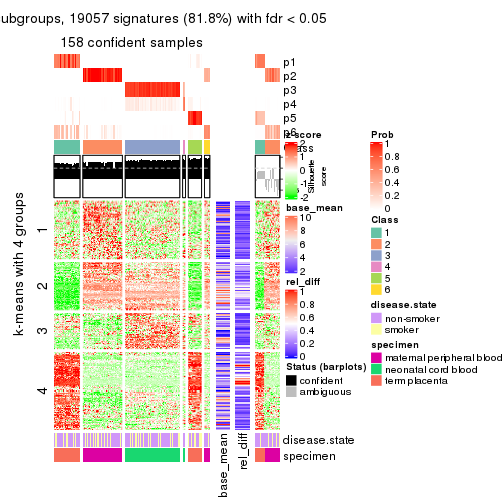 ubgroups, 19057 signatures (81.8%) with fdr < 0.05
158 confident samples
p1
p2
p3
p4
p5
p6
Class
Silhouette
score
k-means with 4 groups
1
2
3
4
base_mean
rel_diff
disease.state
specimen
z-score
2
1
0
-1
-2
base_mean
10
8
6
4
2
rel_diff
1
0.8
0.6
0.4
0.2
0
Status (barplots)
confident
ambiguous
Prob
1
0.8
0.6
0.4
0.2
0
Class
1
2
3
4
5
6
disease.state
non-smoker
smoker
specimen
maternal peripheral blood
neonatal cord blood
term placenta